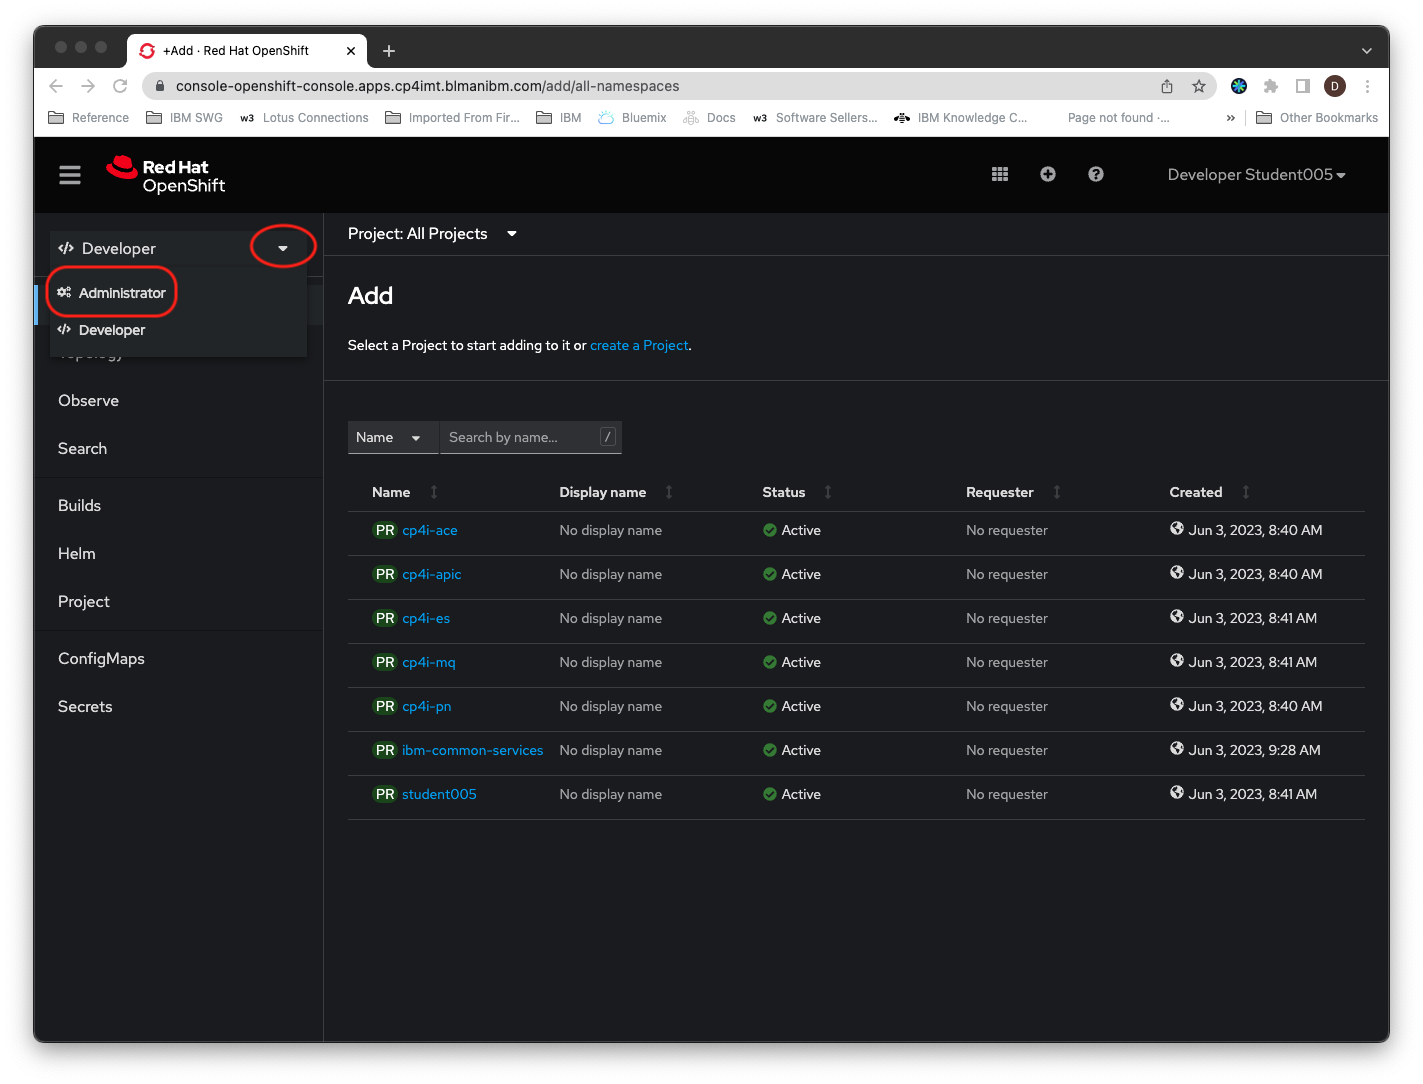 +Add · Red Hat OpenShift
console-openshift-console.apps.cp4imt.blmanibm.com/add/all-namespaces
D
Reference
IBM SWG
w3 Lotus Connections
Imported From Fir...
IBM
Bluemix
Docs
w3 Software Sellers...
IBM Knowledge C...
Page not found ·...
»
Other Bookmarks
Red Hat
OpenShift
Developer Student005
Developer
Administrator
Developer
Topology
Observe
Search
Builds
Helm
Project
ConfigMaps
Secrets
Project: All Projects
Add
Select a Project to start adding to it or create a Project.
Name
Search by name...
/
Name Display name Status Requester Created
PR cp4i-ace No display name Active No requester Jun 3, 2023, 8:40 AM
PR cp4i-apic No display name Active No requester Jun 3, 2023, 8:40 AM
PR cp4i-es No display name Active No requester Jun 3, 2023, 8:41 AM
PR cp4i-mq No display name Active No requester Jun 3, 2023, 8:41 AM
PR cp4i-pn No display name Active No requester Jun 3, 2023, 8:40 AM
PR ibm-common-services No display name Active No requester Jun 3, 2023, 9:28 AM
PR student005 No display name Active No requester Jun 3, 2023, 8:41 AM